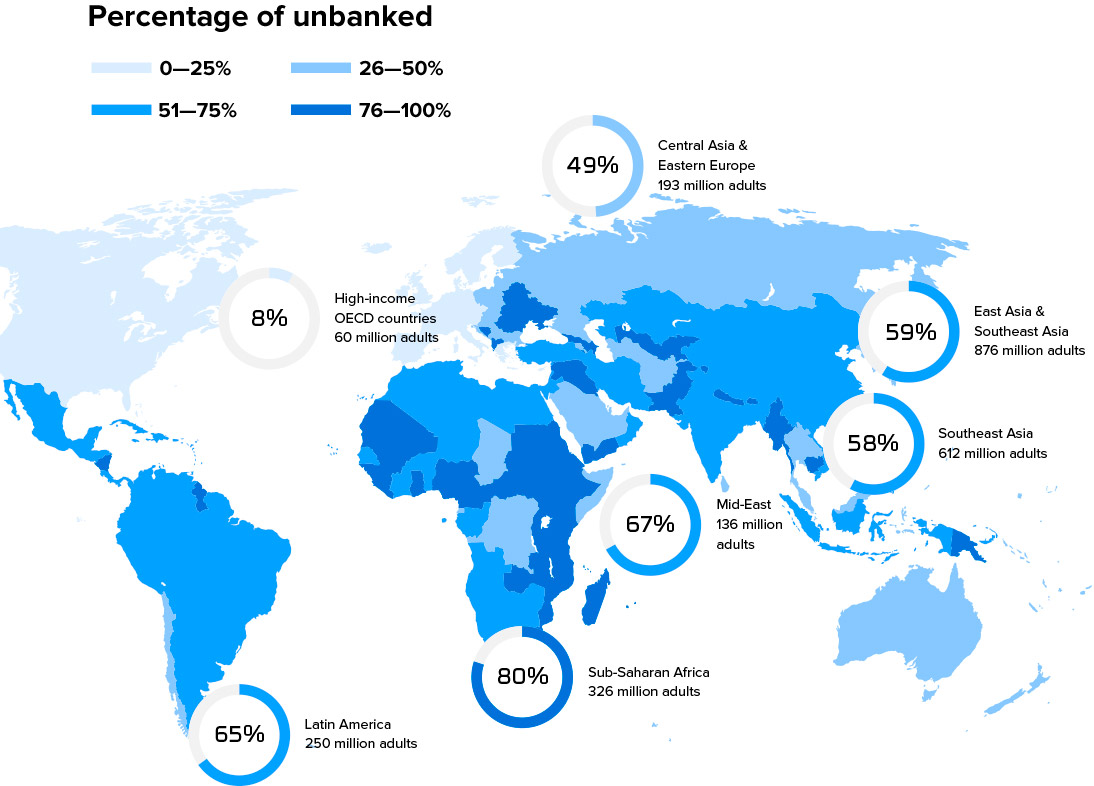 Percentage of unbanked
0—25%
26—50%
51—75%
76—100%
49%
Central Asia &
Eastern Europe
193 million adults
8%
High-income
OECD countries
60 million adults
59%
East Asia &
Southeast Asia
876 million adults
58%
Southeast Asia
612 million adults
67%
Mid-East
136 million
adults
80%
Sub-Saharan Africa
326 million adults
65%
Latin America
250 million adults